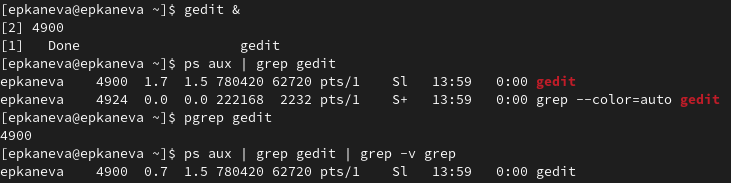 [epkaneva@epkaneva ~]$ gedit &
[2] 4900
[1]   Done                    gedit
[epkaneva@epkaneva ~]$ ps aux | grep gedit
epkaneva    4900  1.7  1.5 780420 62720 pts/1    Sl   13:59   0:00 gedit
epkaneva    4924  0.0  0.0 222168  2232 pts/1    S+   13:59   0:00 grep --color=auto gedit
[epkaneva@epkaneva ~]$ pgrep gedit
4900
[epkaneva@epkaneva ~]$ ps aux | grep gedit | grep -v grep
epkaneva    4900  0.7  1.5 780420 62720 pts/1    Sl   13:59   0:00 gedit